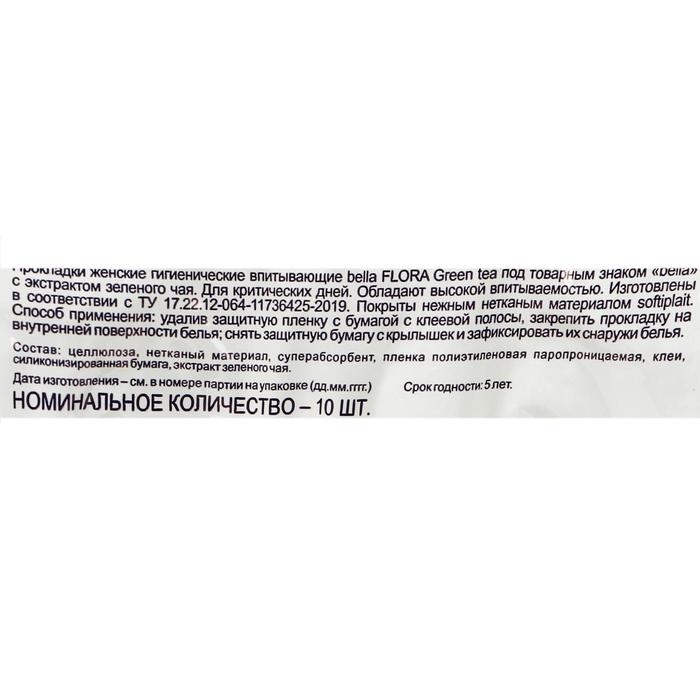 Прокладки женские гигиенические впитывающие bella FLORA Green tea под товарным знаком «bella»
с экстрактом зеленого чая. Для критических дней. Обладают высокой впитываемостью. Изготовлены
в соответствии с ТУ 17.22.12-064-11736425-2019. Покрыты нежным нетканым материалом softiplait.
Способ применения: удалив защитную пленку с бумагой с клеевой полосы, закрепить прокладку на
внутренней поверхности белья; снять защитную бумагу с крылышек и зафиксировать их снаружи белья.
Состав: целлюлоза, нетканый материал, суперабсорбент, пленка полиэтиленовая паропроницаемая, клеи,
силиконизированная бумага, экстракт зеленого чая.
Дата изготовления – см. в номере партии на упаковке (дд.мм.гггг.) Срок годности: 5 лет.
НОМИНАЛЬНОЕ КОЛИЧЕСТВО – 10 ШТ.